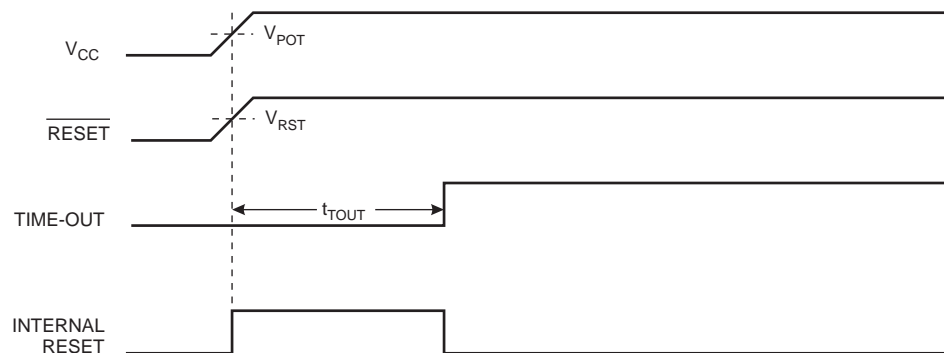 V_CC
V_POT
RESET
V_RST
TIME-OUT
t_TOUT
INTERNAL
RESET